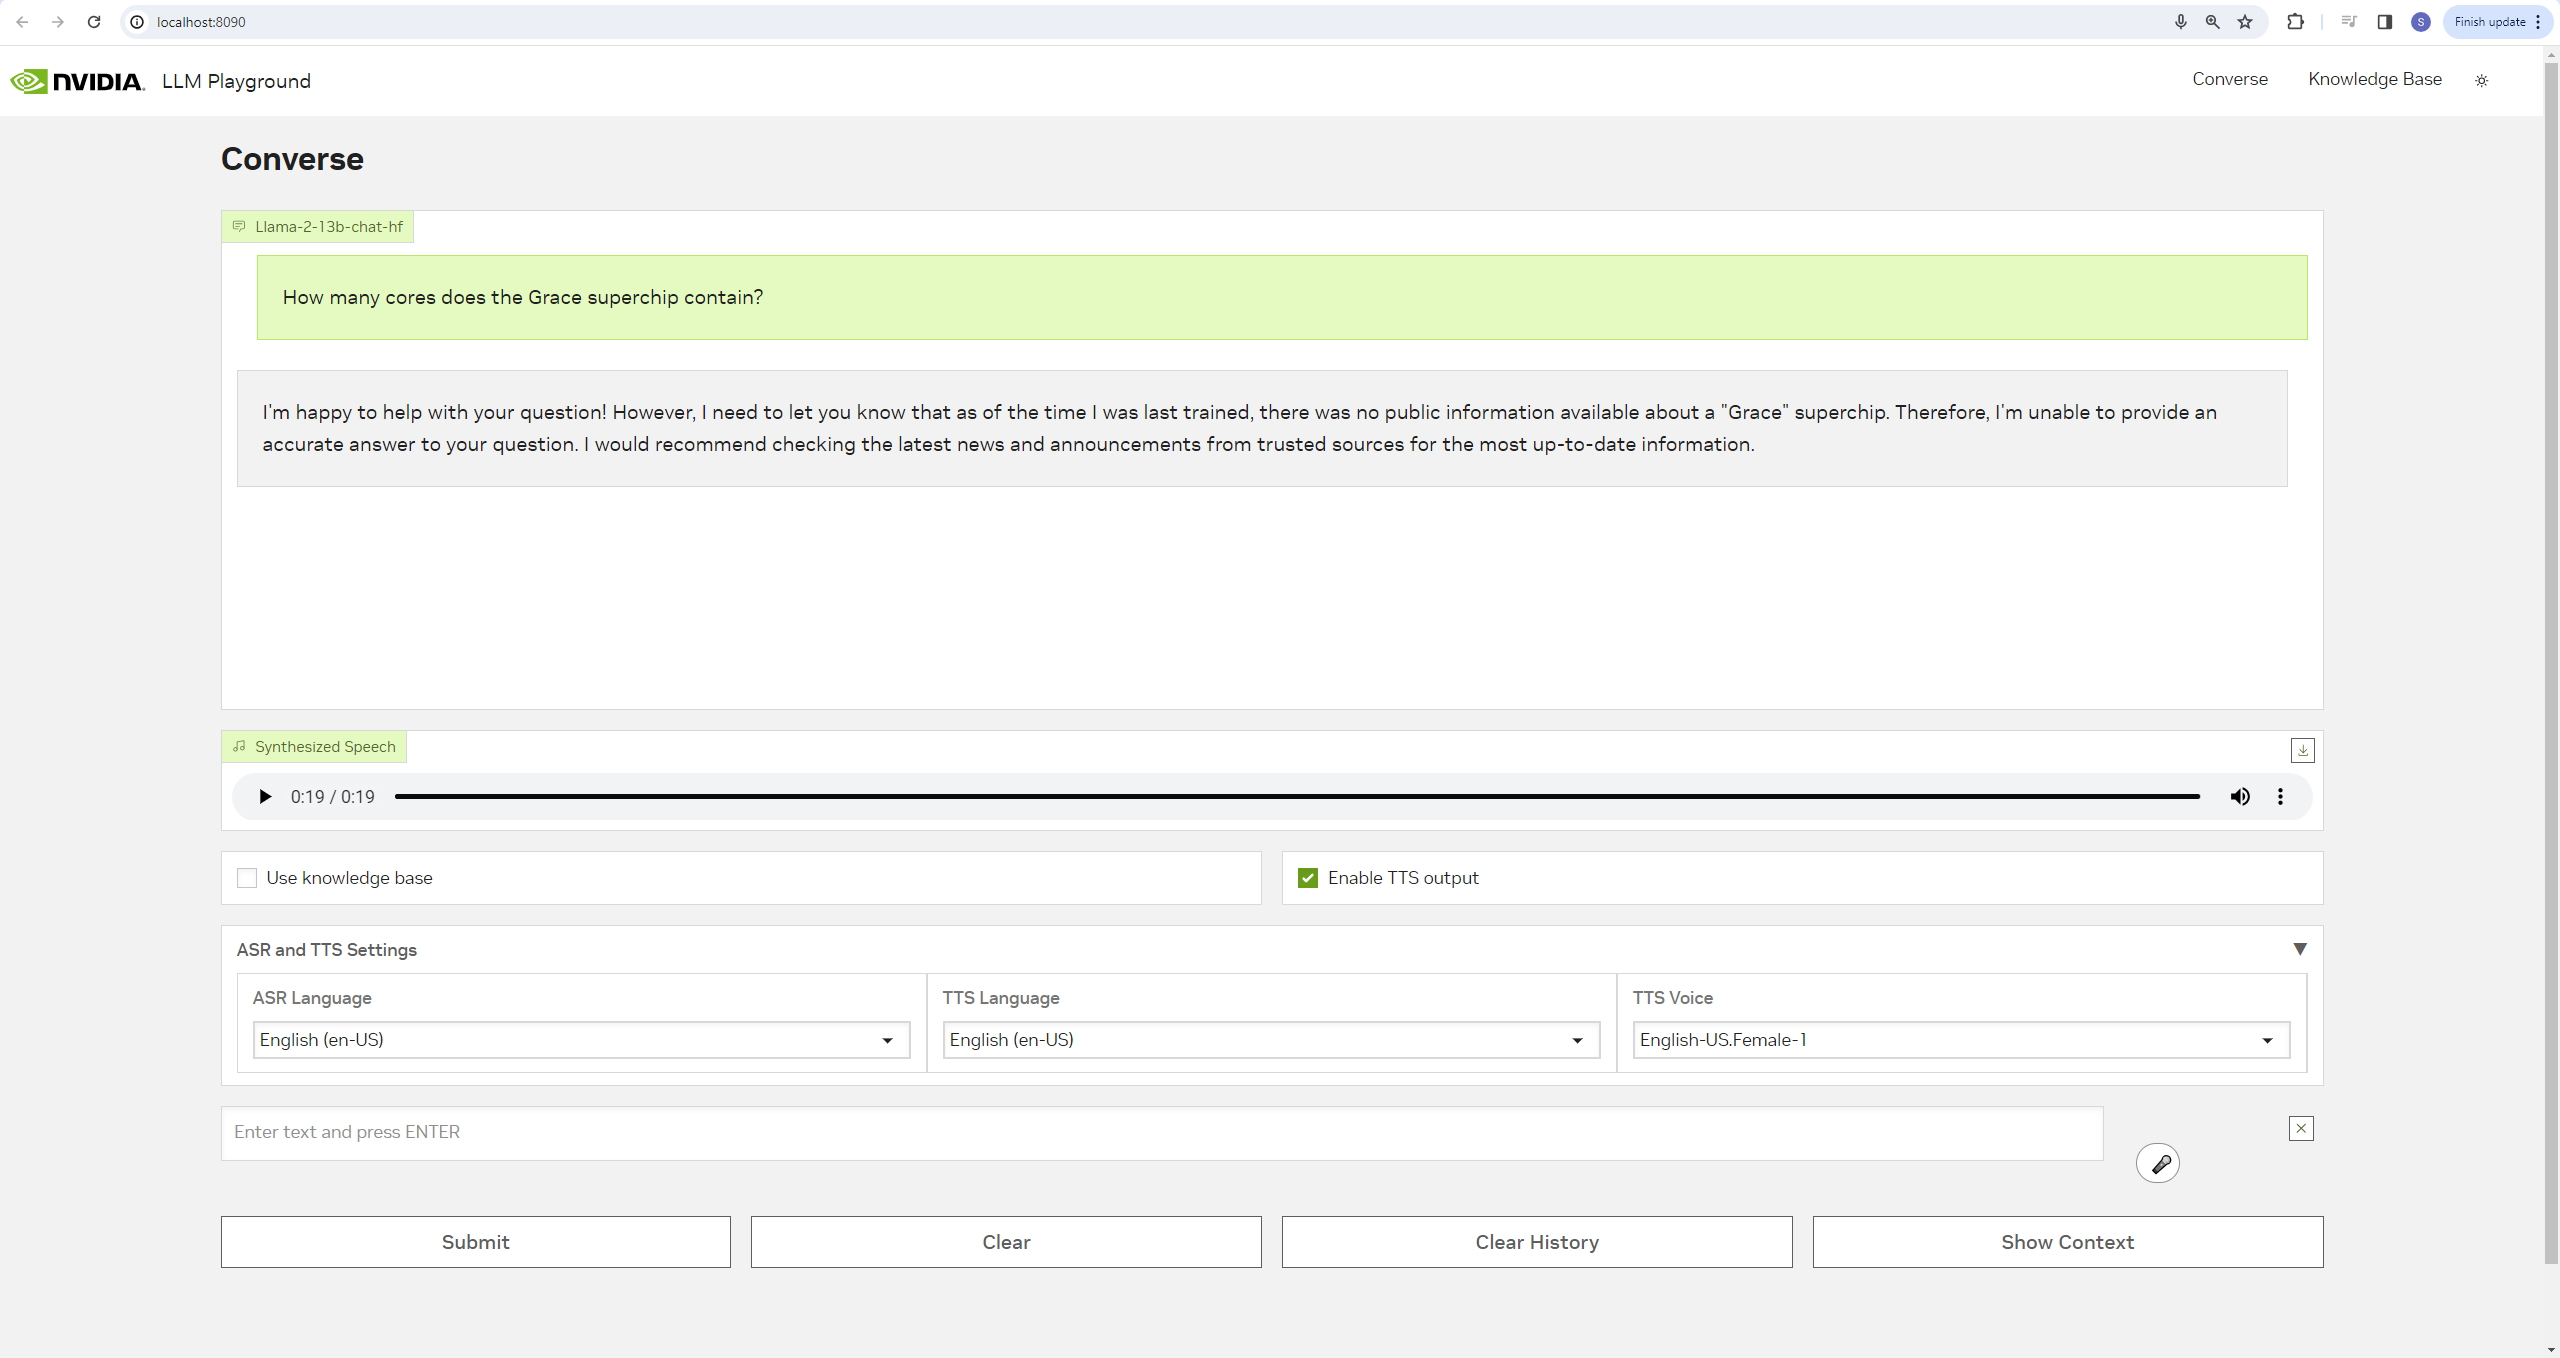 localhost:8090
S
Finish update
NVIDIA. LLM Playground
Converse
Knowledge Base
Converse
Llama-2-13b-chat-hf
How many cores does the Grace superchip contain?
I'm happy to help with your question! However, I need to let you know that as of the time I was last trained, there was no public information available about a "Grace" superchip. Therefore, I'm unable to provide an
accurate answer to your question. I would recommend checking the latest news and announcements from trusted sources for the most up-to-date information.
Synthesized Speech
0:19 / 0:19
Use knowledge base
Enable TTS output
ASR and TTS Settings
ASR Language
TTS Language
TTS Voice
English (en-US)
English (en-US)
English-US.Female-1
Enter text and press ENTER
Submit
Clear
Clear History
Show Context